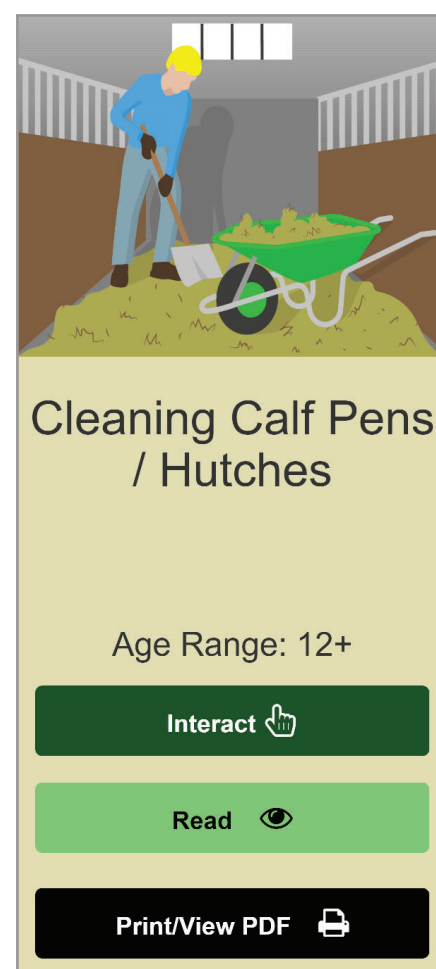 Cleaning Calf Pens
/ Hutches
Age Range: 12+
Interact
Read
Print/View PDF